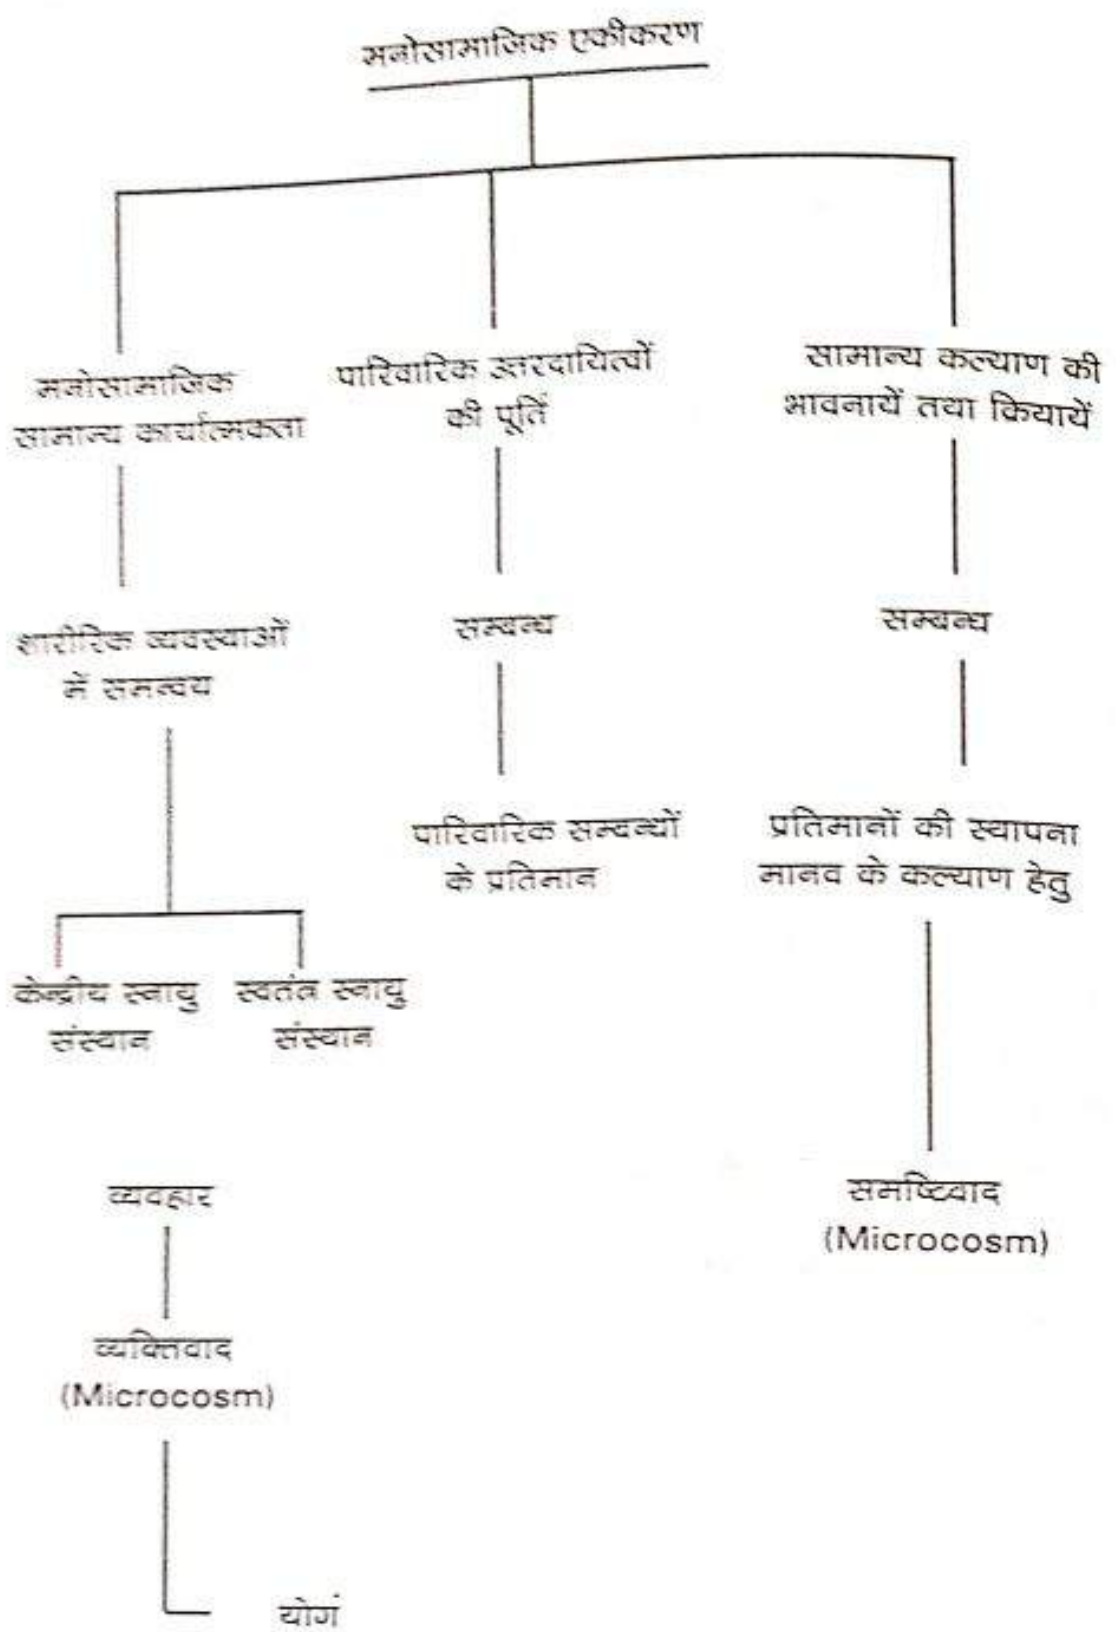 मनोसामाजिक एकीकरण
मनोसामाजिक
सामान्य कार्यात्मकता
पारिवारिक उत्तरदायित्वों
की पूर्ति
सामान्य कल्याण की
भावनायें तथा क्रियायें
शारीरिक व्यवस्थाओं
में समन्वय
सम्बन्ध
सम्बन्ध
पारिवारिक सम्बन्धों
के प्रतिमान
प्रतिमानों की स्थापना
मानव के कल्याण हेतु
केन्द्रीय स्नायु
संस्थान
स्वतंत्र स्नायु
संस्थान
व्यवहार
व्यक्तिवाद
(Microcosm)
समष्टिवाद
(Microcosm)
योगं